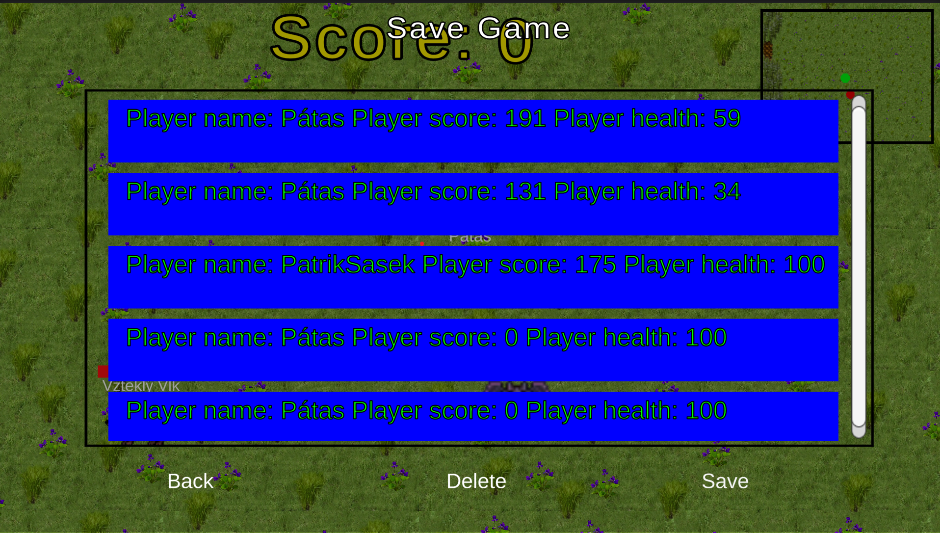 Score: 0
Save Game
Player name: Pátas Player score: 191 Player health: 59
Player name: Pátas Player score: 131 Player health: 34
Pátas
Player name: PatrikSasek Player score: 175 Player health: 100
Player name: Pátas Player score: 0 Player health: 100
Vzteklý Vlk
Player name: Pátas Player score: 0 Player health: 100
Back Delete Save